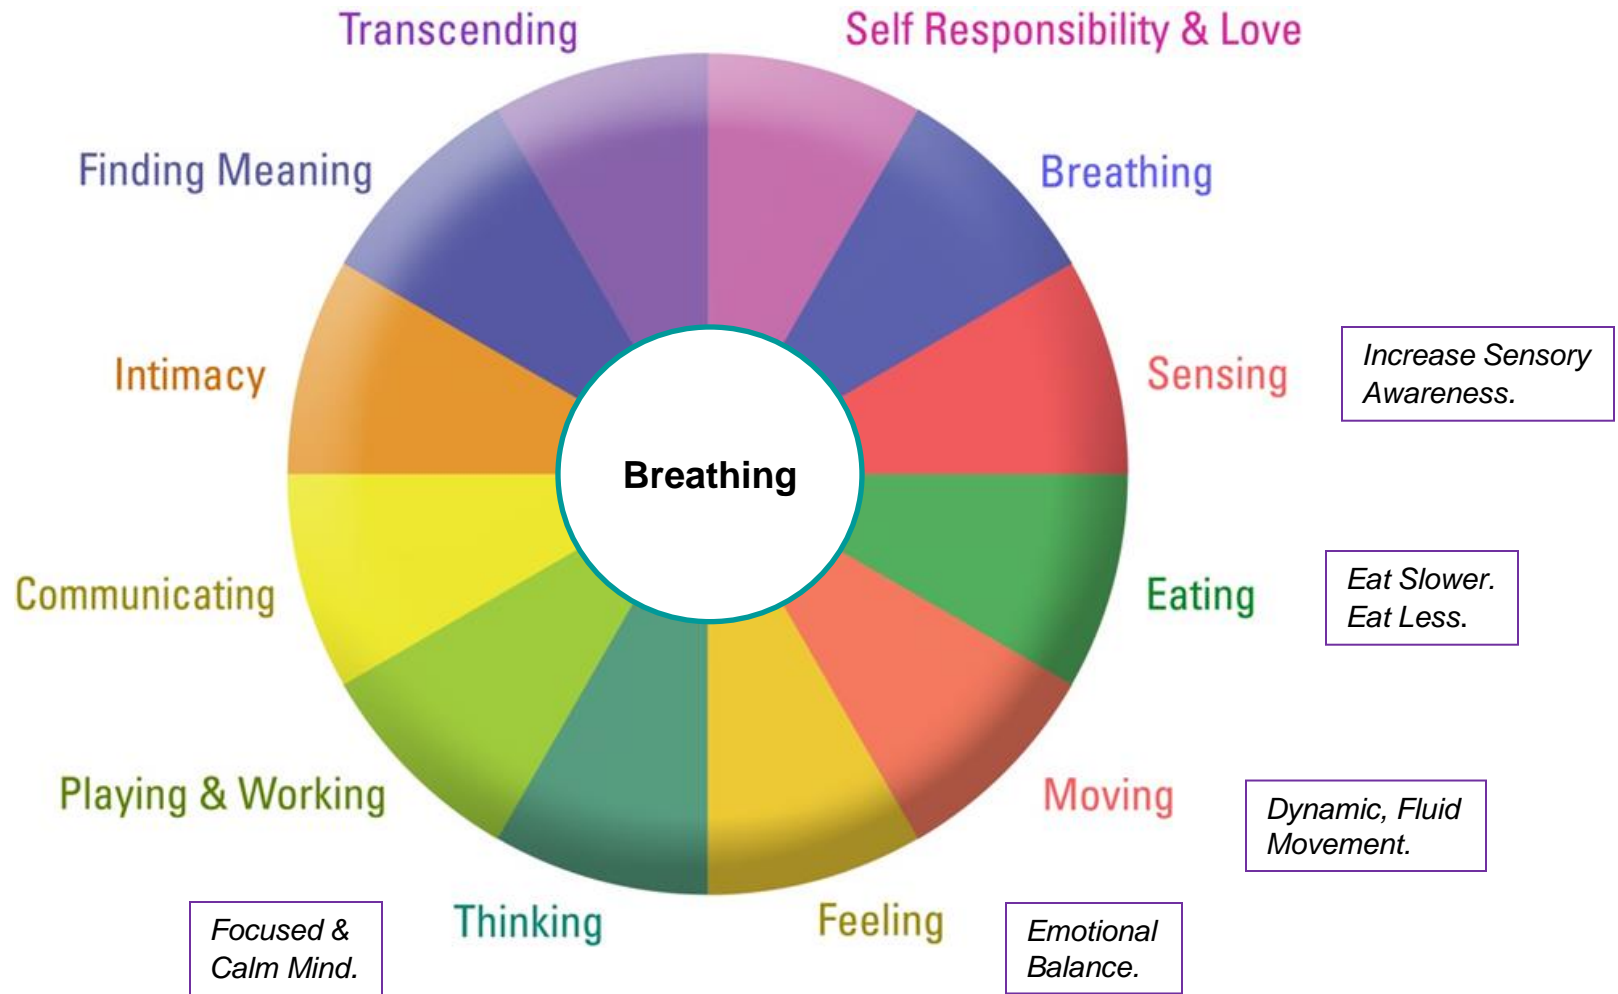 Transcending
Self Responsibility & Love
Finding Meaning
Breathing
Intimacy
Sensing
Increase Sensory
Awareness.
Breathing
Communicating
Eating
Eat Slower.
Eat Less.
Playing & Working
Moving
Dynamic, Fluid
Movement.
Thinking
Feeling
Focused &
Calm Mind.
Emotional
Balance.